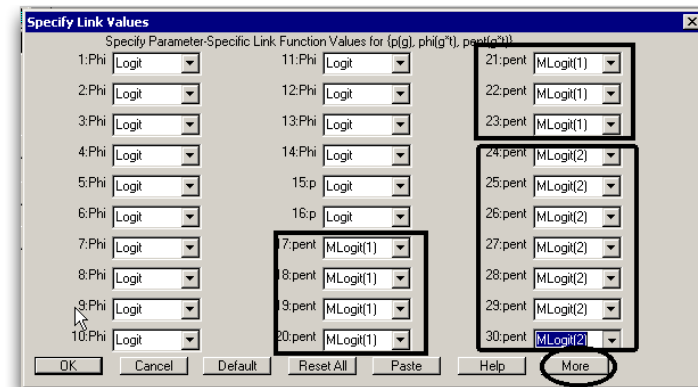 Specify Link Values
Specify Parameter-Specific Link Function Values for {p(g), phi(g*t), pent(g*t)}
1:Phi Logit 11:Phi Logit 21:pent MLogit(1)
2:Phi Logit 12:Phi Logit 22:pent MLogit(1)
3:Phi Logit 13:Phi Logit 23:pent MLogit(1)
4:Phi Logit 14:Phi Logit 24:pent MLogit(2)
5:Phi Logit 15:p Logit 25:pent MLogit(2)
6:Phi Logit 16:p Logit 26:pent MLogit(2)
7:Phi Logit 17:pent MLogit(1) 27:pent MLogit(2)
8:Phi Logit 18:pent MLogit(1) 28:pent MLogit(2)
9:Phi Logit 19:pent MLogit(1) 29:pent MLogit(2)
10:Phi Logit 20:pent MLogit(1) 30:pent MLogit(2)
OK Cancel Default Reset All Paste Help More